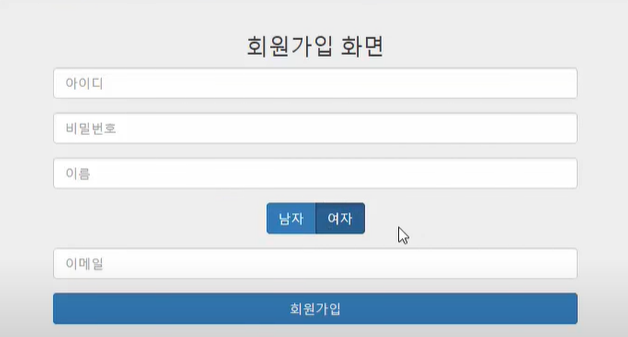 회원가입 화면
아이디
비밀번호
이름
남자 여자
이메일
회원가입